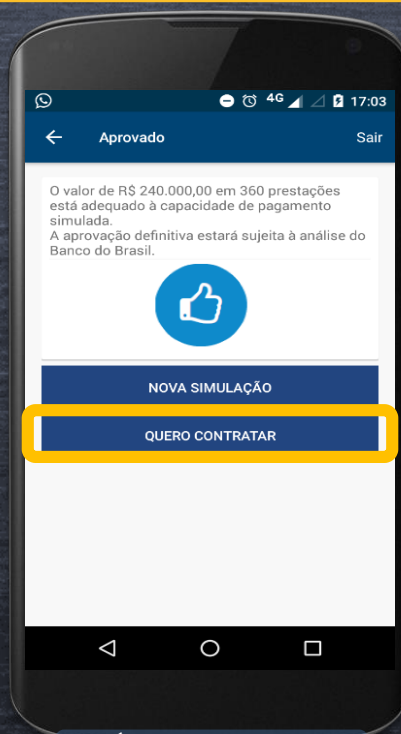 4G 17:03
Aprovado Sair
O valor de R$ 240.000,00 em 360 prestações
está adequado à capacidade de pagamento
simulada.
A aprovação definitiva estará sujeita à análise do
Banco do Brasil.
NOVA SIMULAÇÃO
QUERO CONTRATAR